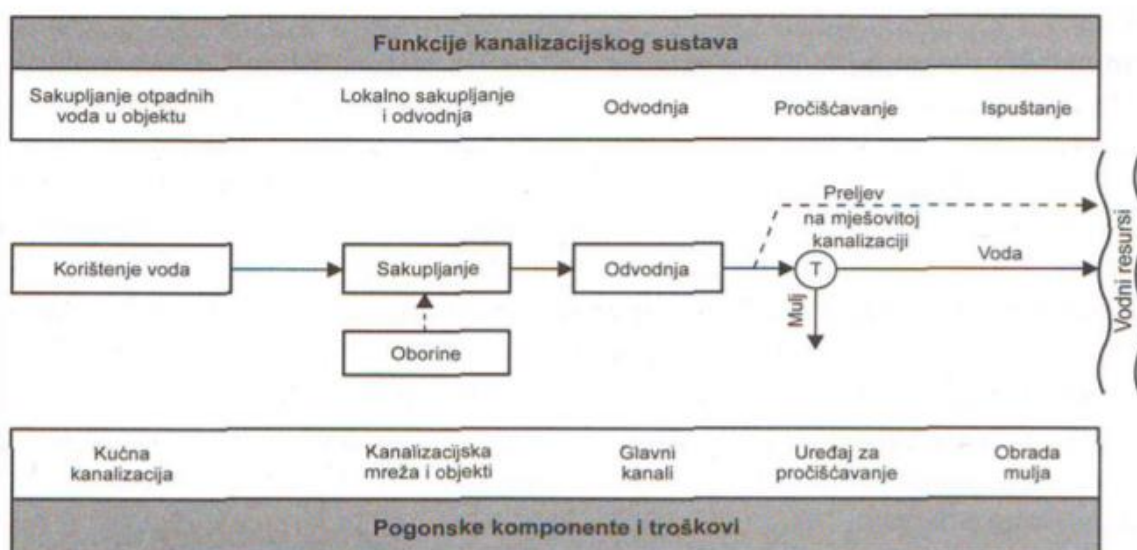 Funkcije kanalizacijskog sustava
Sakupljanje otpadnih
voda u objektu
Lokalno sakupljanje
i odvodnja
Odvodnja
Pročišćavanje
Ispuštanje
Preljev
na mješovitoj
kanalizaciji
Korištenje voda
Sakupljanje
Odvodnja
T
Voda
Mulj
Oborine
Vodni resursi
Kućna
kanalizacija
Kanalizacijska
mreža i objekti
Glavni
kanali
Uređaj za
pročišćavanje
Obrada
mulja
Pogonske komponente i troškovi